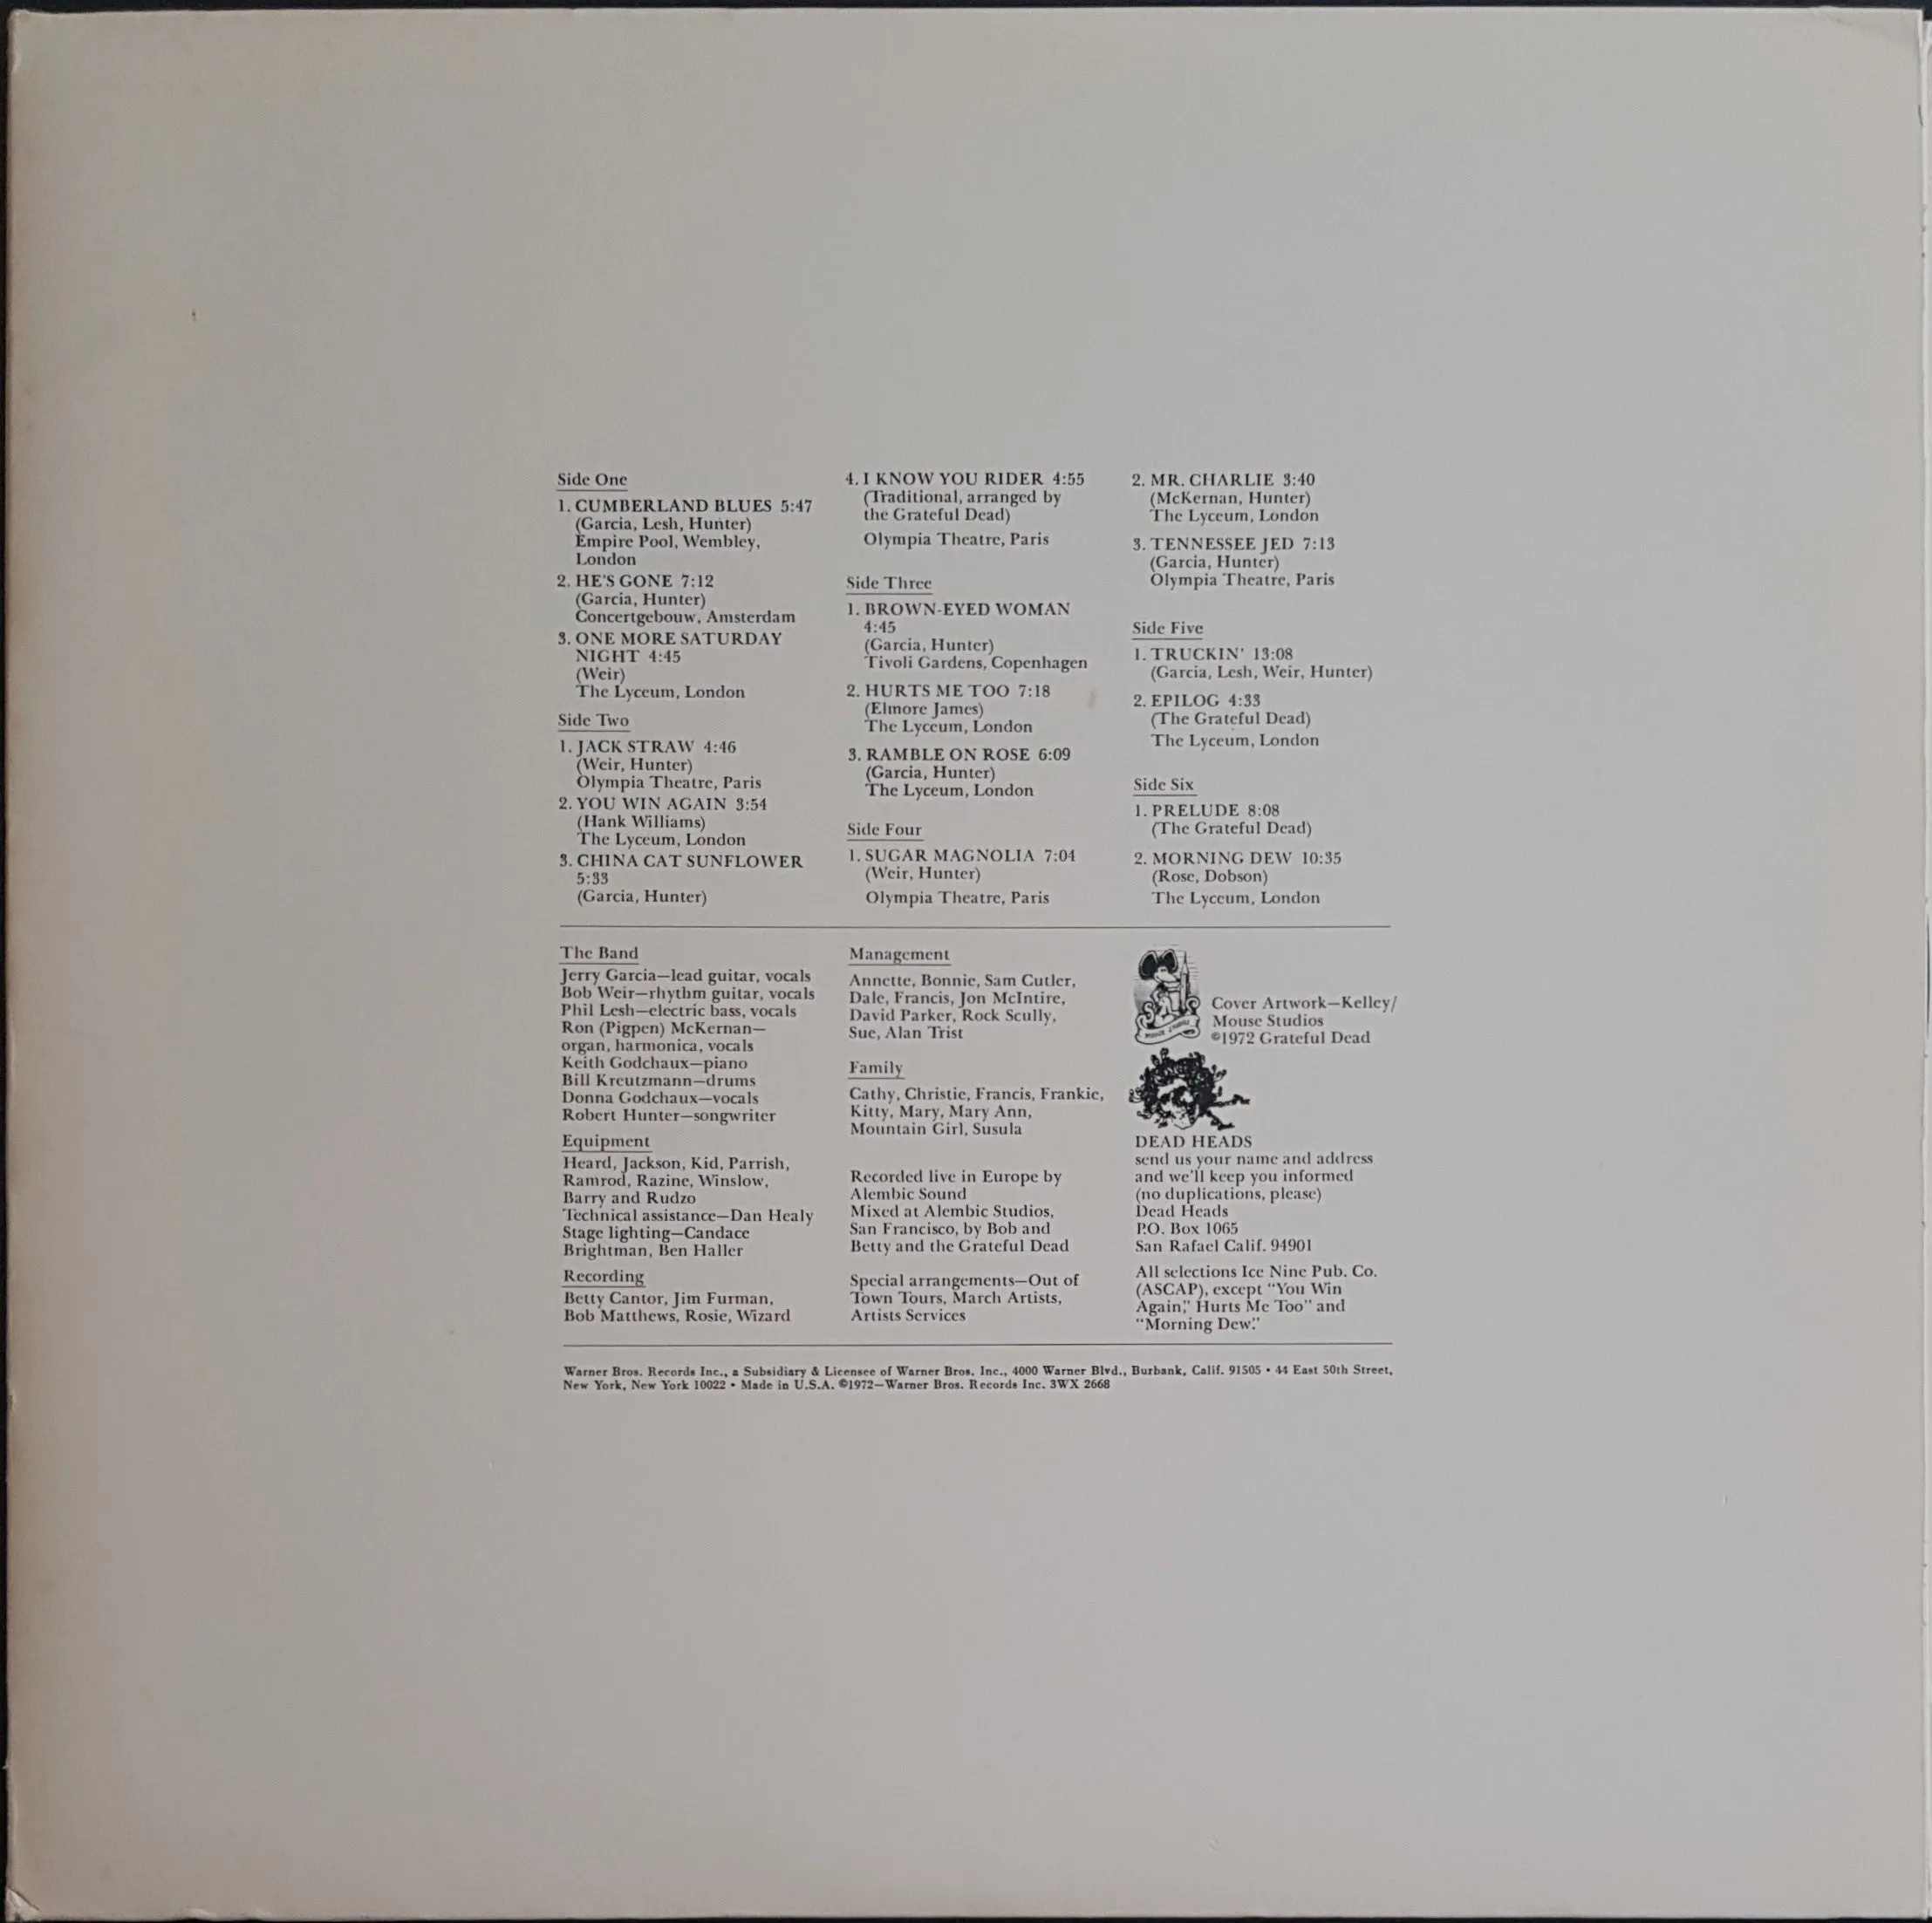 Side One
1. CUMBERLAND BLUES 5:47
(Garcia, Lesh, Hunter)
Empire Pool, Wembley,
London
2. HE'S GONE 7:12
(Garcia, Hunter)
Concertgebouw, Amsterdam
3. ONE MORE SATURDAY
NIGHT 4:45
(Weir)
The Lyceum, London
Side Two
1. JACK STRAW 4:46
(Weir, Hunter)
Olympia Theatre, Paris
2. YOU WIN AGAIN 3:54
(Hank Williams)
The Lyceum, London
3. CHINA CAT SUNFLOWER
5:33
(Garcia, Hunter)
4. I KNOW YOU RIDER 4:55
(Traditional, arranged by
the Grateful Dead)
Olympia Theatre, Paris
Side Three
1. BROWN-EYED WOMAN
4:45
(Garcia, Hunter)
Tivoli Gardens, Copenhagen
2. HURTS ME TOO 7:18
(Elmore James)
The Lyceum, London
3. RAMBLE ON ROSE 6:09
(Garcia, Hunter)
The Lyceum, London
Side Four
1. SUGAR MAGNOLIA 7:04
(Weir, Hunter)
Olympia Theatre, Paris
2. MR. CHARLIE 3:40
(McKernan, Hunter)
The Lyceum, London
3. TENNESSEE JED 7:13
(Garcia, Hunter)
Olympia Theatre, Paris
Side Five
1. TRUCKIN' 13:08
(Garcia, Lesh, Weir, Hunter)
2. EPILOG 4:33
(The Grateful Dead)
The Lyceum, London
Side Six
1. PRELUDE 8:08
(The Grateful Dead)
2. MORNING DEW 10:35
(Rose, Dobson)
The Lyceum, London
The Band
Jerry Garcia—lead guitar, vocals
Bob Weir—rhythm guitar, vocals
Phil Lesh—electric bass, vocals
Ron (Pigpen) McKernan—
organ, harmonica, vocals
Keith Godchaux—piano
Bill Kreutzmann—drums
Donna Godchaux—vocals
Robert Hunter—songwriter
Equipment
Heard, Jackson, Kid, Parrish,
Ramrod, Razine, Winslow,
Barry and Rudzo
Technical assistance—Dan Healy
Stage lighting—Candace
Brightman, Ben Haller
Recording
Betty Cantor, Jim Furman,
Bob Matthews, Rosie, Wizard
Management
Annette, Bonnie, Sam Cutler,
Dale, Francis, Jon McIntire,
David Parker, Rock Scully,
Sue, Alan Trist
Family
Cathy, Christie, Francis, Frankie,
Kitty, Mary, Mary Ann,
Mountain Girl, Susula
Recorded live in Europe by
Alembic Sound
Mixed at Alembic Studios,
San Francisco, by Bob and
Betty and the Grateful Dead
Special arrangements—Out of
Town Tours, March Artists,
Artists Services
Cover Artwork—Kelley/
Mouse Studios
©1972 Grateful Dead
DEAD HEADS
send us your name and address
and we'll keep you informed
(no duplications, please)
Dead Heads
P.O. Box 1065
San Rafael Calif. 94901
All selections Ice Nine Pub. Co.
(ASCAP), except "You Win
Again," Hurts Me Too" and
"Morning Dew."
Warner Bros. Records Inc., a Subsidiary & Licensee of Warner Bros. Inc., 4000 Warner Blvd., Burbank, Calif. 91505 • 44 East 50th Street,
New York, New York 10022 • Made in U.S.A. ©1972—Warner Bros. Records Inc. 3WX 2668